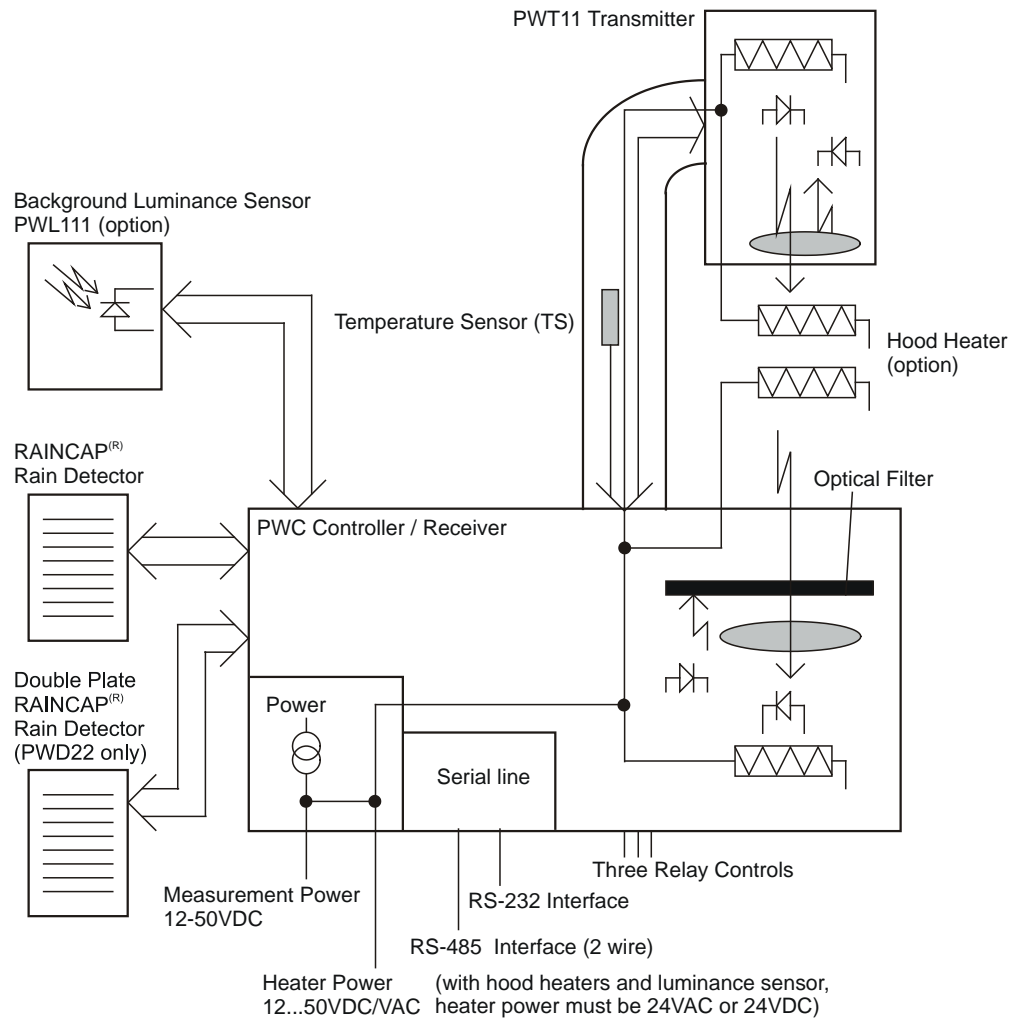 PWT11 Transmitter
Background Luminance Sensor
PWL111 (option)
Temperature Sensor (TS)
Hood Heater
(option)
RAINCAP(R)
Rain Detector
Optical Filter
PWC Controller / Receiver
Double Plate
RAINCAP(R)
Rain Detector
(PWD22 only)
Power
Serial line
Three Relay Controls
Measurement Power
12-50VDC
RS-232 Interface
RS-485 Interface (2 wire)
Heater Power
12...50VDC/VAC
(with hood heaters and luminance sensor,
heater power must be 24VAC or 24VDC)